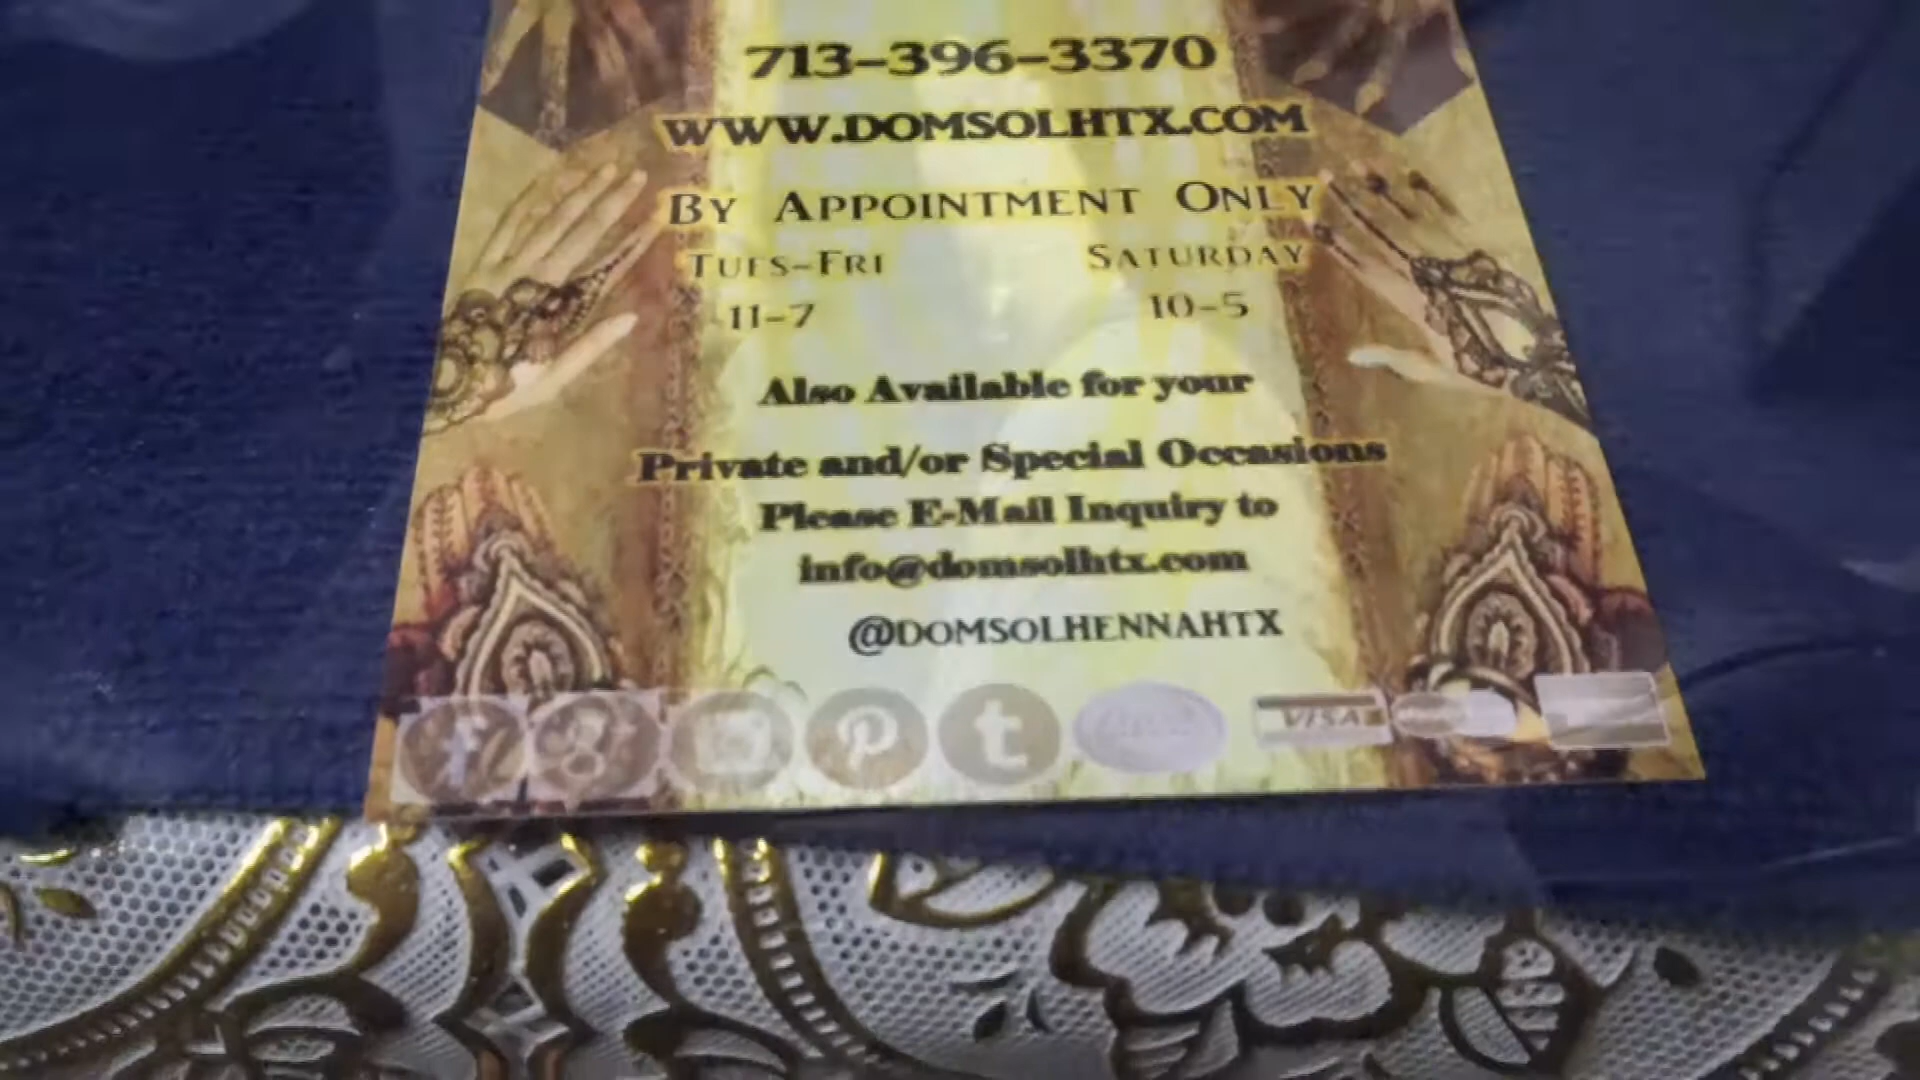 713-396-3370
WWW.DOMSOLHTX.COM
BY APPOINTMENT ONLY
TUES-FRI SATURDAY
11-7 10-5
Also Available for your
Private and/or Special Occasions
Please E-Mail Inquiry to
info@domsolhtx.com
@DOMSOLHENNAHTX
VISA